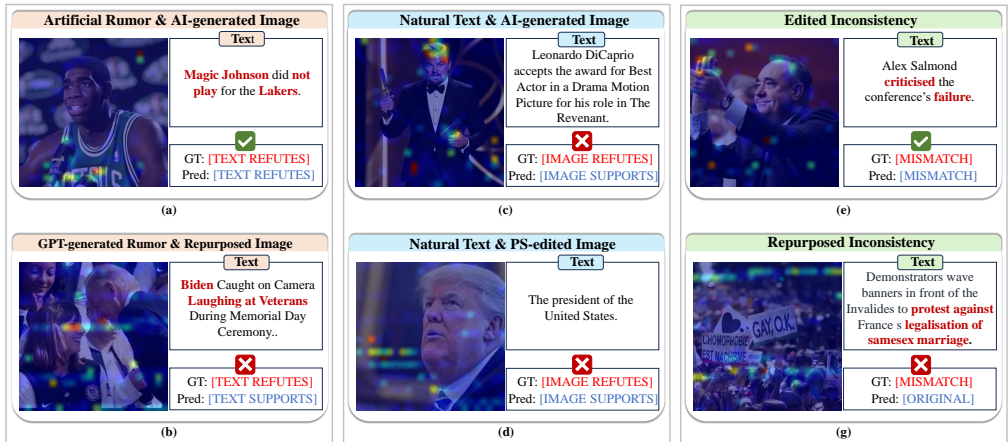 Artificial Rumor & AI-generated Image
Text
Magic Johnson did not
play for the Lakers.
GT: [TEXT REFUTES]
Pred: [TEXT REFUTES]
(a)
GPT-generated Rumor & Repurposed Image
Text
Biden Caught on Camera
Laughing at Veterans
During Memorial Day
Ceremony..
GT: [TEXT REFUTES]
Pred: [TEXT SUPPORTS]
(b)
Natural Text & AI-generated Image
Text
Leonardo DiCaprio
accepts the award for Best
Actor in a Drama Motion
Picture for his role in The
Revenant.
GT: [IMAGE REFUTES]
Pred: [IMAGE SUPPORTS]
(c)
Natural Text & PS-edited Image
Text
The president of the
United States.
GT: [IMAGE REFUTES]
Pred: [IMAGE SUPPORTS]
(d)
Edited Inconsistency
Text
Alex Salmond
criticised the
conference's failure.
GT: [MISMATCH]
Pred: [MISMATCH]
(e)
Repurposed Inconsistency
Text
Demonstrators wave
banners in front of the
Invalides to protest against
France s legalisation of
samesex marriage.
GAY, O.K.
L'HOMOPHOBIE
EST
GT: [MISMATCH]
Pred: [ORIGINAL]
(g)